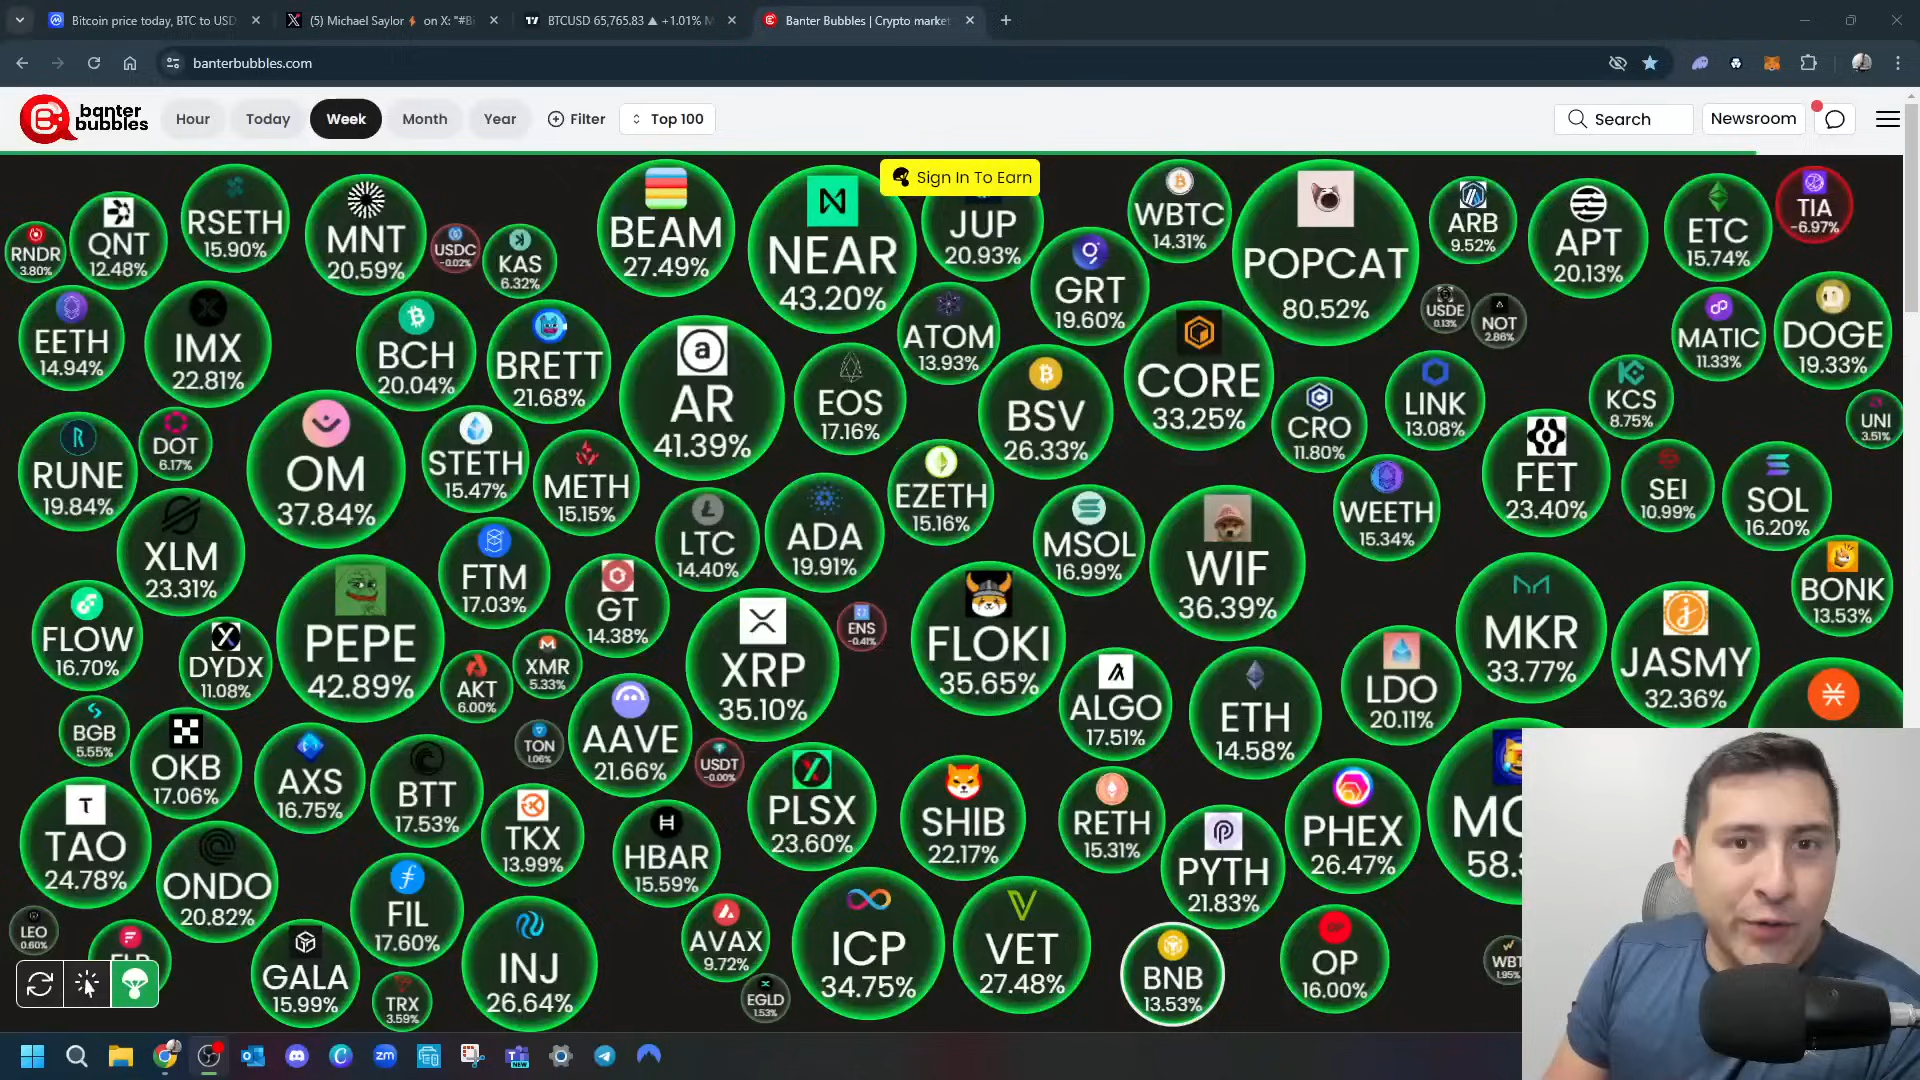 Bitcoin price today, BTC to USD
(5) Michael Saylor⚡ on X: "#Bi
BTCUSD 65,765.83 ▲ +1.01%
Banter Bubbles | Crypto market
banterbubbles.com
banter bubbles
Hour
Today
Week
Month
Year
Filter
Top 100
Search
Newsroom
Sign In To Earn
RNDR
3.80%
QNT
12.48%
RSETH
15.90%
MNT
20.59%
USDC
-0.02%
KAS
6.32%
BEAM
27.49%
NEAR
43.20%
JUP
20.93%
GRT
19.60%
WBTC
14.31%
POPCAT
80.52%
ARB
9.52%
APT
20.13%
ETC
15.74%
TIA
-6.97%
EETH
14.94%
IMX
22.81%
BCH
20.04%
BRETT
21.68%
AR
41.39%
EOS
17.16%
ATOM
13.93%
BSV
26.33%
CORE
33.25%
CRO
11.80%
USDE
0.13%
NOT
2.86%
LINK
13.08%
MATIC
11.33%
DOGE
19.33%
KCS
8.75%
UNI
3.51%
RUNE
19.84%
DOT
6.17%
OM
37.84%
STETH
15.47%
METH
15.15%
LTC
14.40%
ADA
19.91%
EZETH
15.16%
MSOL
16.99%
WIF
36.39%
WEETH
15.34%
FET
23.40%
SEI
10.99%
SOL
16.20%
XLM
23.31%
FTM
17.03%
GT
14.38%
BONK
13.53%
FLOW
16.70%
DYDX
11.08%
PEPE
42.89%
AKT
6.00%
XMR
5.33%
XRP
35.10%
ENS
-0.41%
FLOKI
35.65%
ALGO
17.51%
ETH
14.58%
LDO
20.11%
MKR
33.77%
JASMY
32.36%
BGB
5.55%
OKB
17.06%
AXS
16.75%
BTT
17.53%
TON
1.06%
AAVE
21.66%
USDT
-0.00%
PLSX
23.60%
SHIB
22.17%
RETH
15.31%
PYTH
21.83%
PHEX
26.47%
TAO
24.78%
ONDO
20.82%
FIL
17.60%
TKX
13.99%
HBAR
15.59%
LEO
0.60%
GALA
15.99%
TRX
3.59%
INJ
26.64%
AVAX
9.72%
EGLD
1.53%
ICP
34.75%
VET
27.48%
BNB
13.53%
OP
16.00%
WBT
1.95%